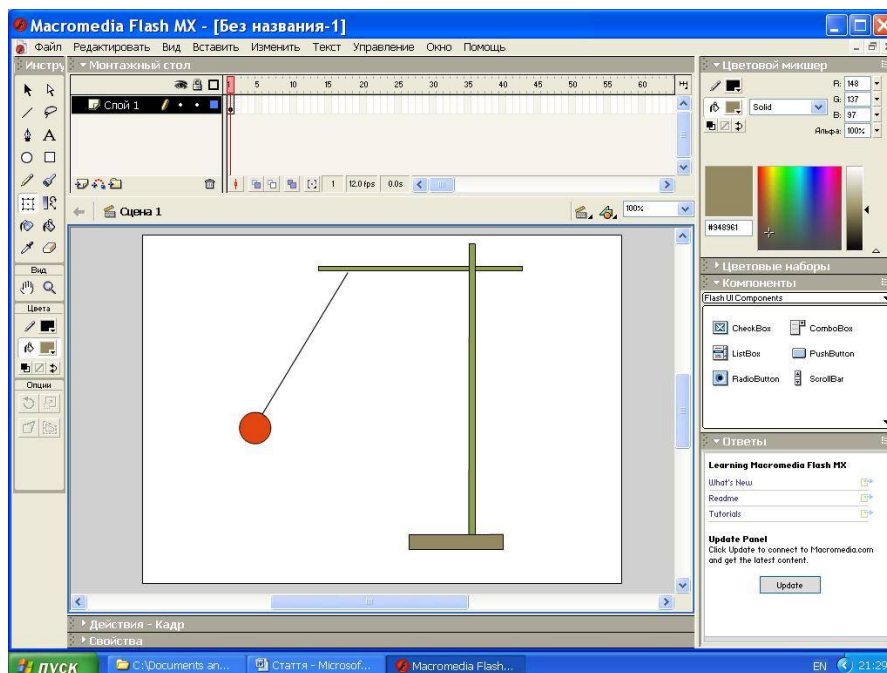 Macromedia Flash MX - [Без названия-1]
Файл Редактировать Вид Вставить Изменить Текст Управление Окно Помощь
Инстру
Монтажный стол
1 5 10 15 20 25 30 35 40 45 50 55 60
Слой 1
1 12.0 fps 0.0s
Сцена 1
100%
Вид
Цвета
Опции
Цветовой микшер
R: 148
Solid
G: 137
B: 97
Альфа: 100%
#948961
Цветовые наборы
Компоненты
Flash UI Components
CheckBox ComboBox
ListBox PushButton
RadioButton ScrollBar
Ответы
Learning Macromedia Flash MX
What's New
Readme
Tutorials
Update Panel
Click Update to connect to Macromedia.com
and get the latest content.
Update
Действия - Кадр
Свойства
пуск C:\Documents an... Стаття - Microsof... Macromedia Flash... EN 21:29